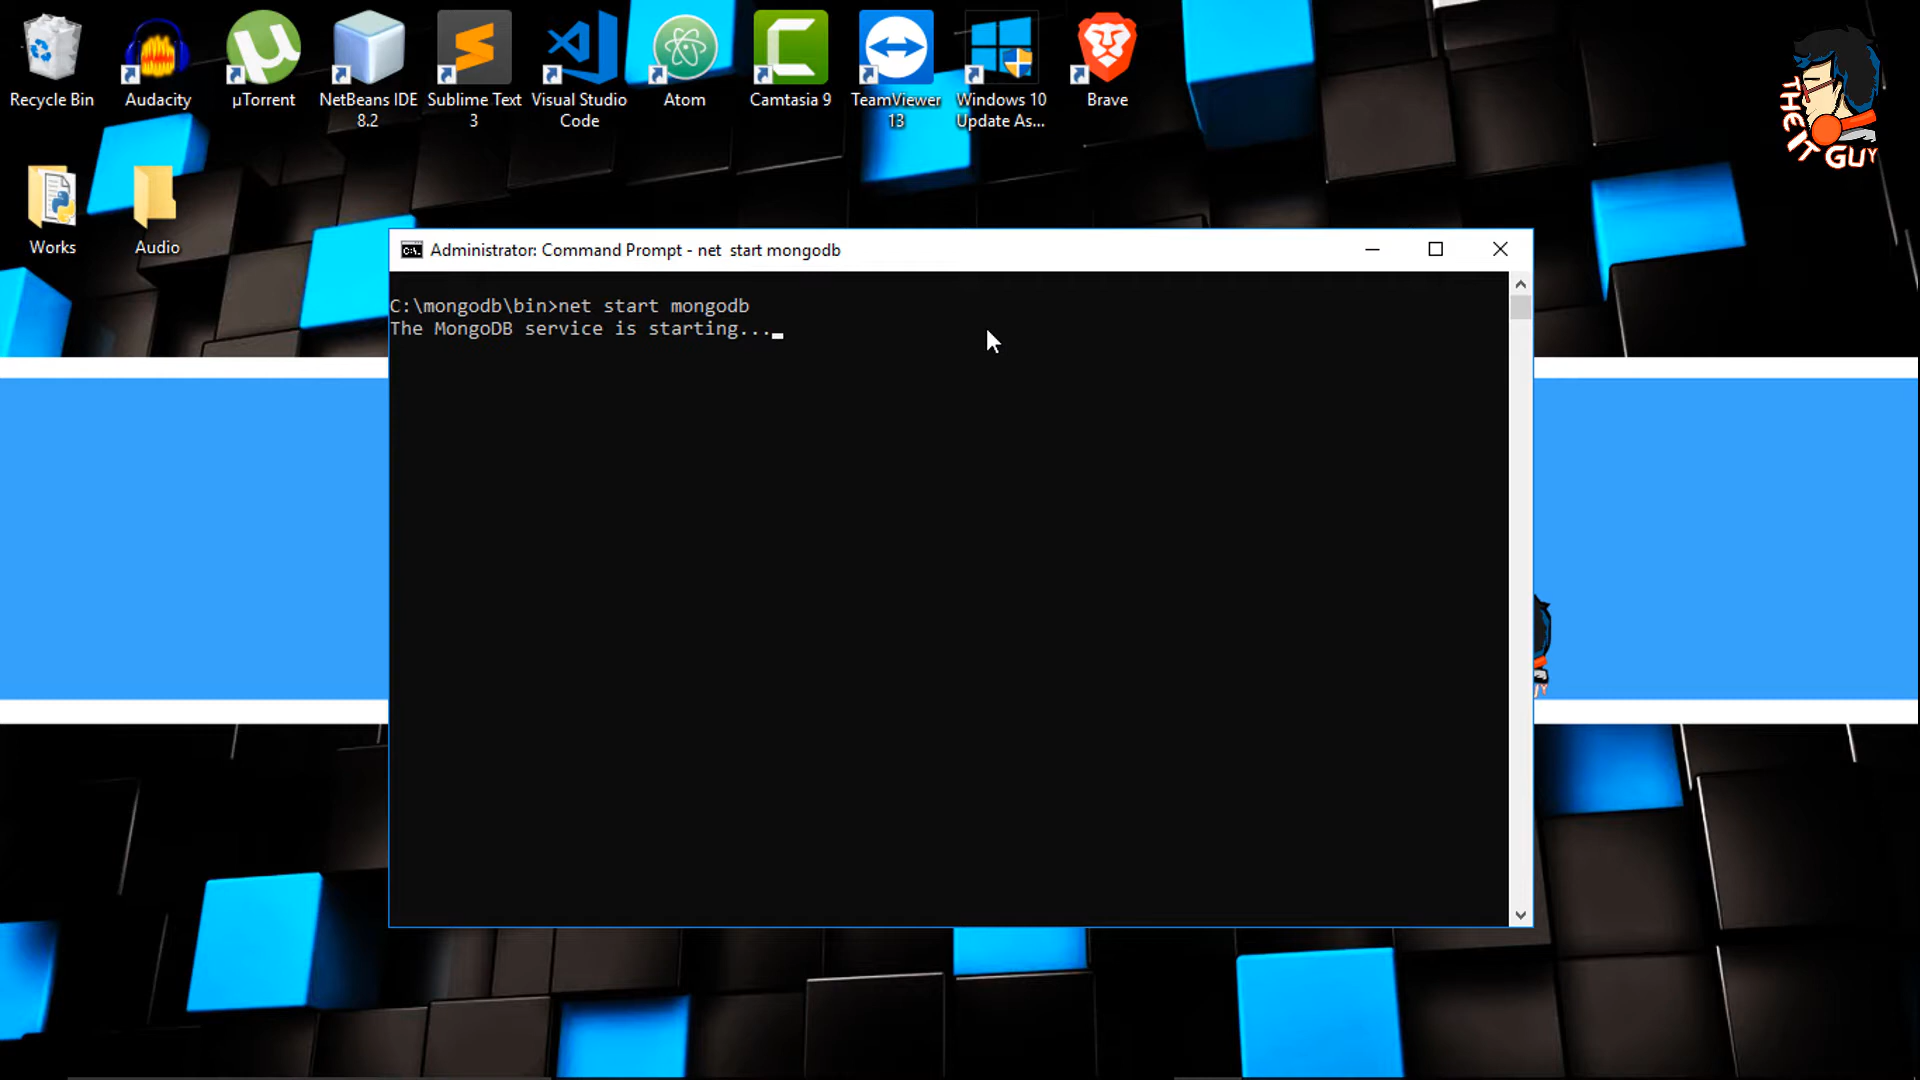 Recycle Bin
Audacity
µTorrent
NetBeans IDE
8.2
Sublime Text
3
Visual Studio
Code
Atom
Camtasia 9
TeamViewer
13
Windows 10
Update As...
Brave
THE IT GUY
Works
Audio
Administrator: Command Prompt - net  start mongodb
C:\mongodb\bin>net start mongodb
The MongoDB service is starting...